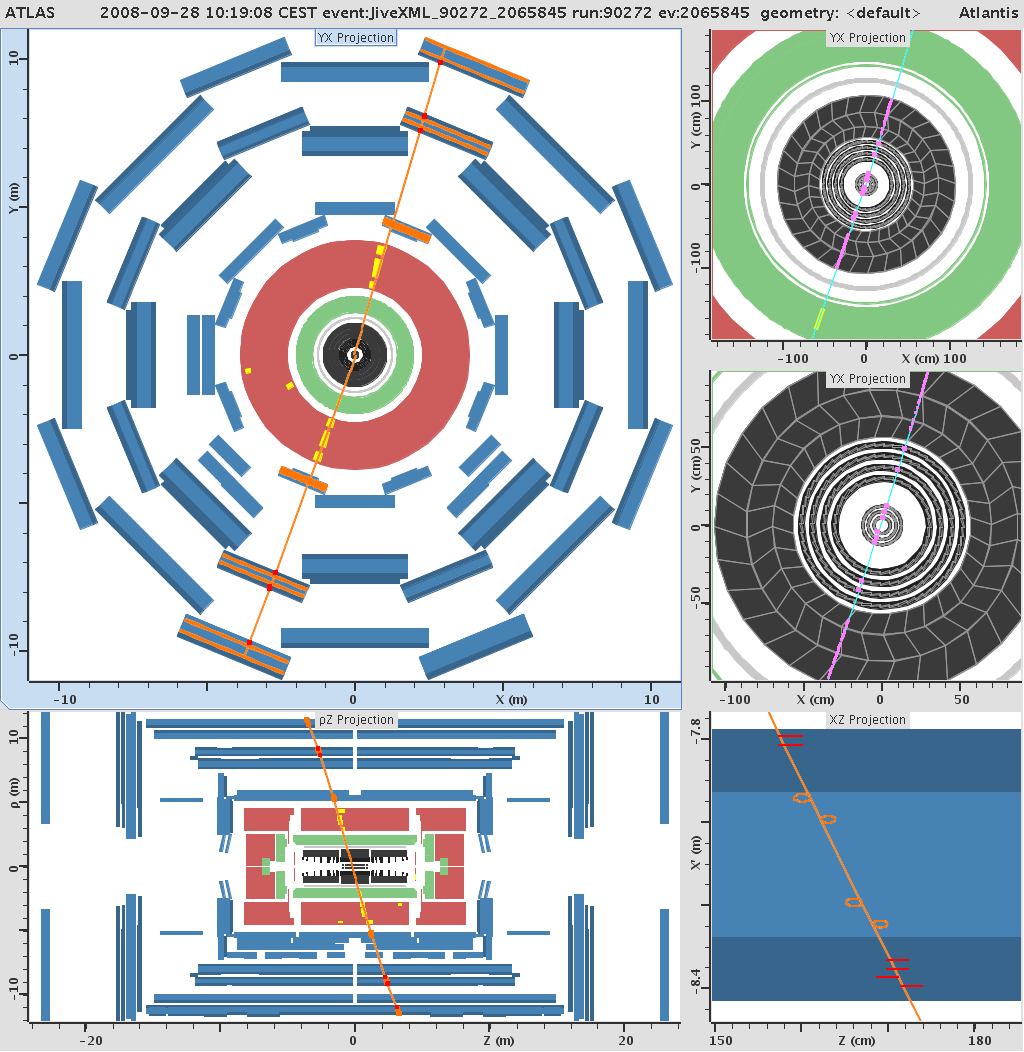 ATLAS 2008-09-28 10:19:08 CEST event:JiveXML_90272_2065845 run:90272 ev:2065845 geometry: <default> Atlantis
YX Projection
10
Y (m)
0
-10
-10 0 X (m) 10
YX Projection
100
Y (cm)
0
-100
-100 0 X (cm) 100
YX Projection
50
Y (cm)
0
-50
-100 X (cm) 0 50
ρZ Projection
10
ρ (m)
0
-10
-20 0 Z (m) 20
XZ Projection
-7.8
X' (m)
-8.4
150 Z (cm) 180